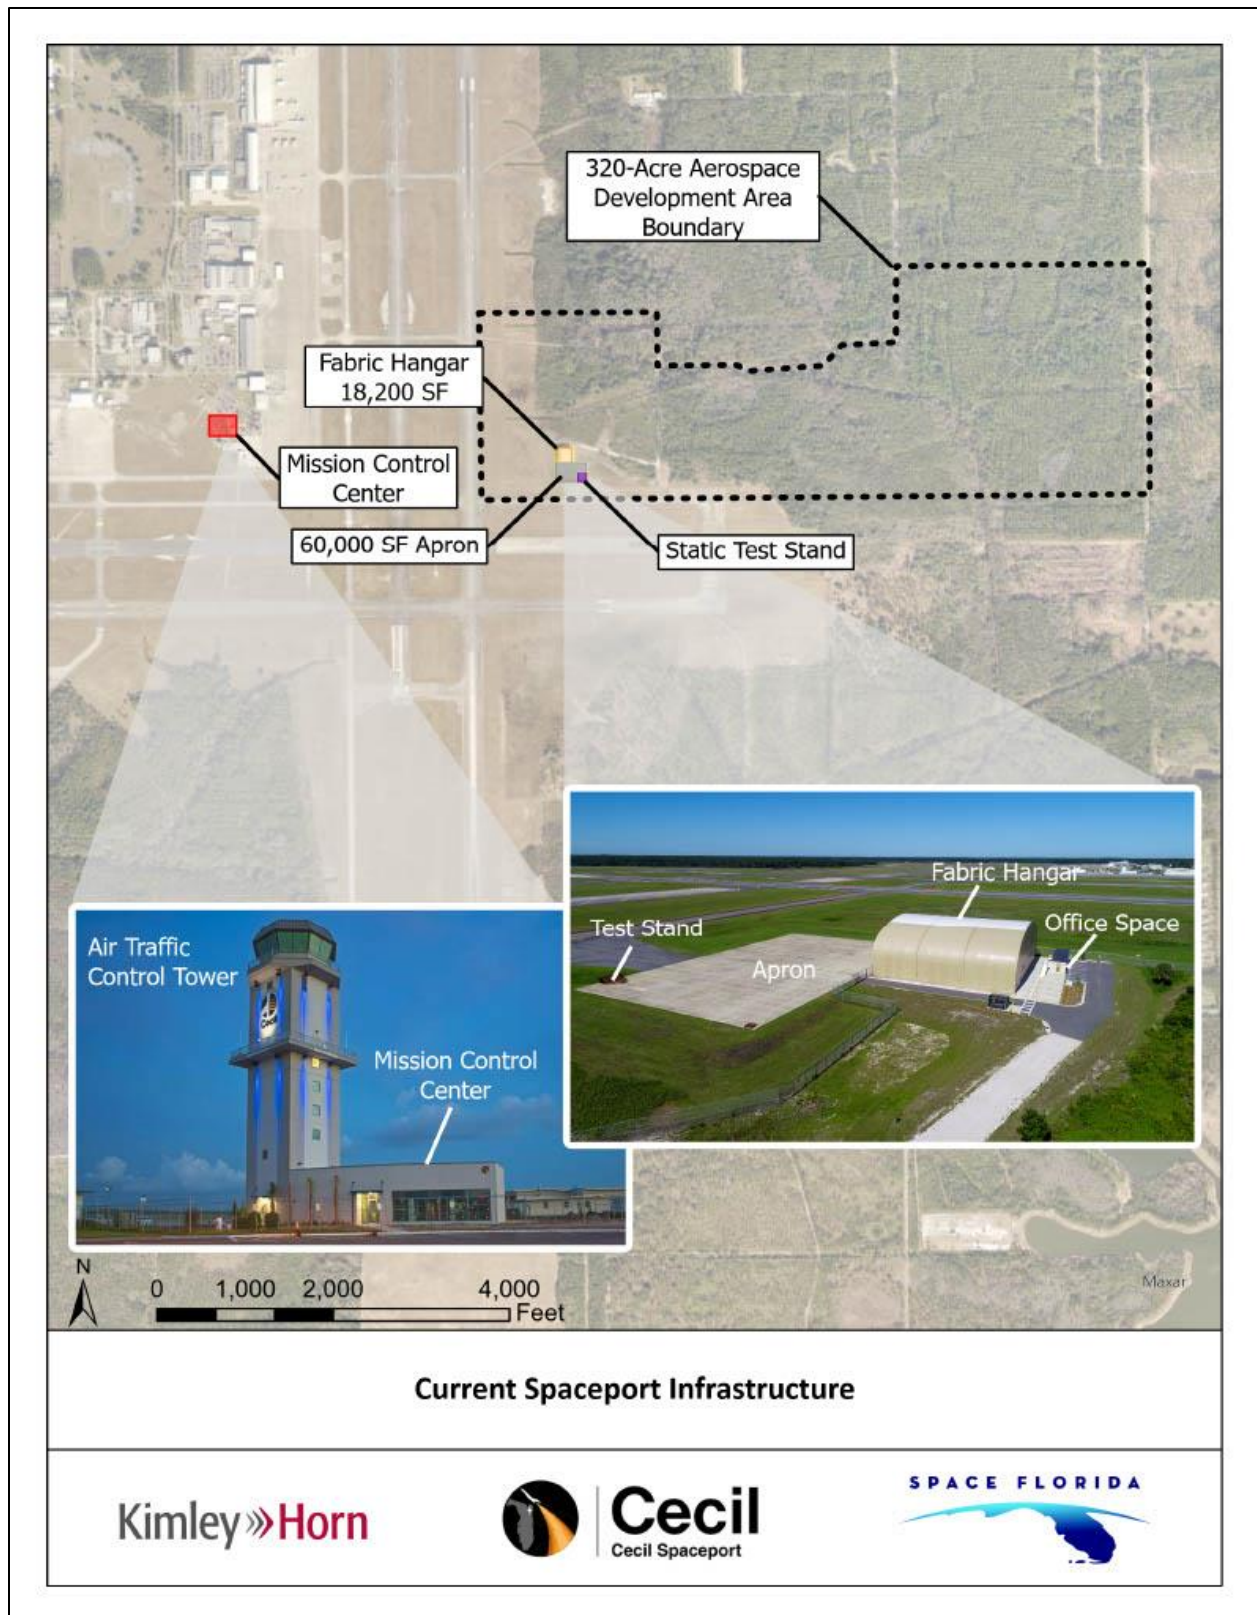 320-Acre Aerospace
Development Area
Boundary
Fabric Hangar
18,200 SF
Mission Control
Center
60,000 SF Apron
Static Test Stand
Fabric Hangar
Office Space
Test Stand
Apron
Air Traffic
Control Tower
Cecil
Mission Control
Center
N
0 1,000 2,000 4,000
Feet
Maxar
Current Spaceport Infrastructure
Kimley»Horn
Cecil
Cecil Spaceport
SPACE FLORIDA